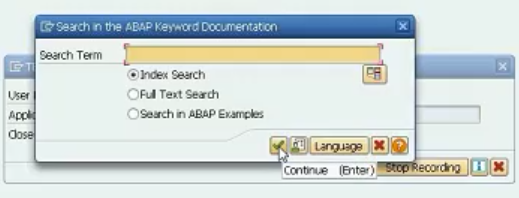 Search in the ABAP Keyword Documentation
Search Term
Index Search
Full Text Search
Search in ABAP Examples
User
Close
Language
Continue (Enter)
Stop Recording